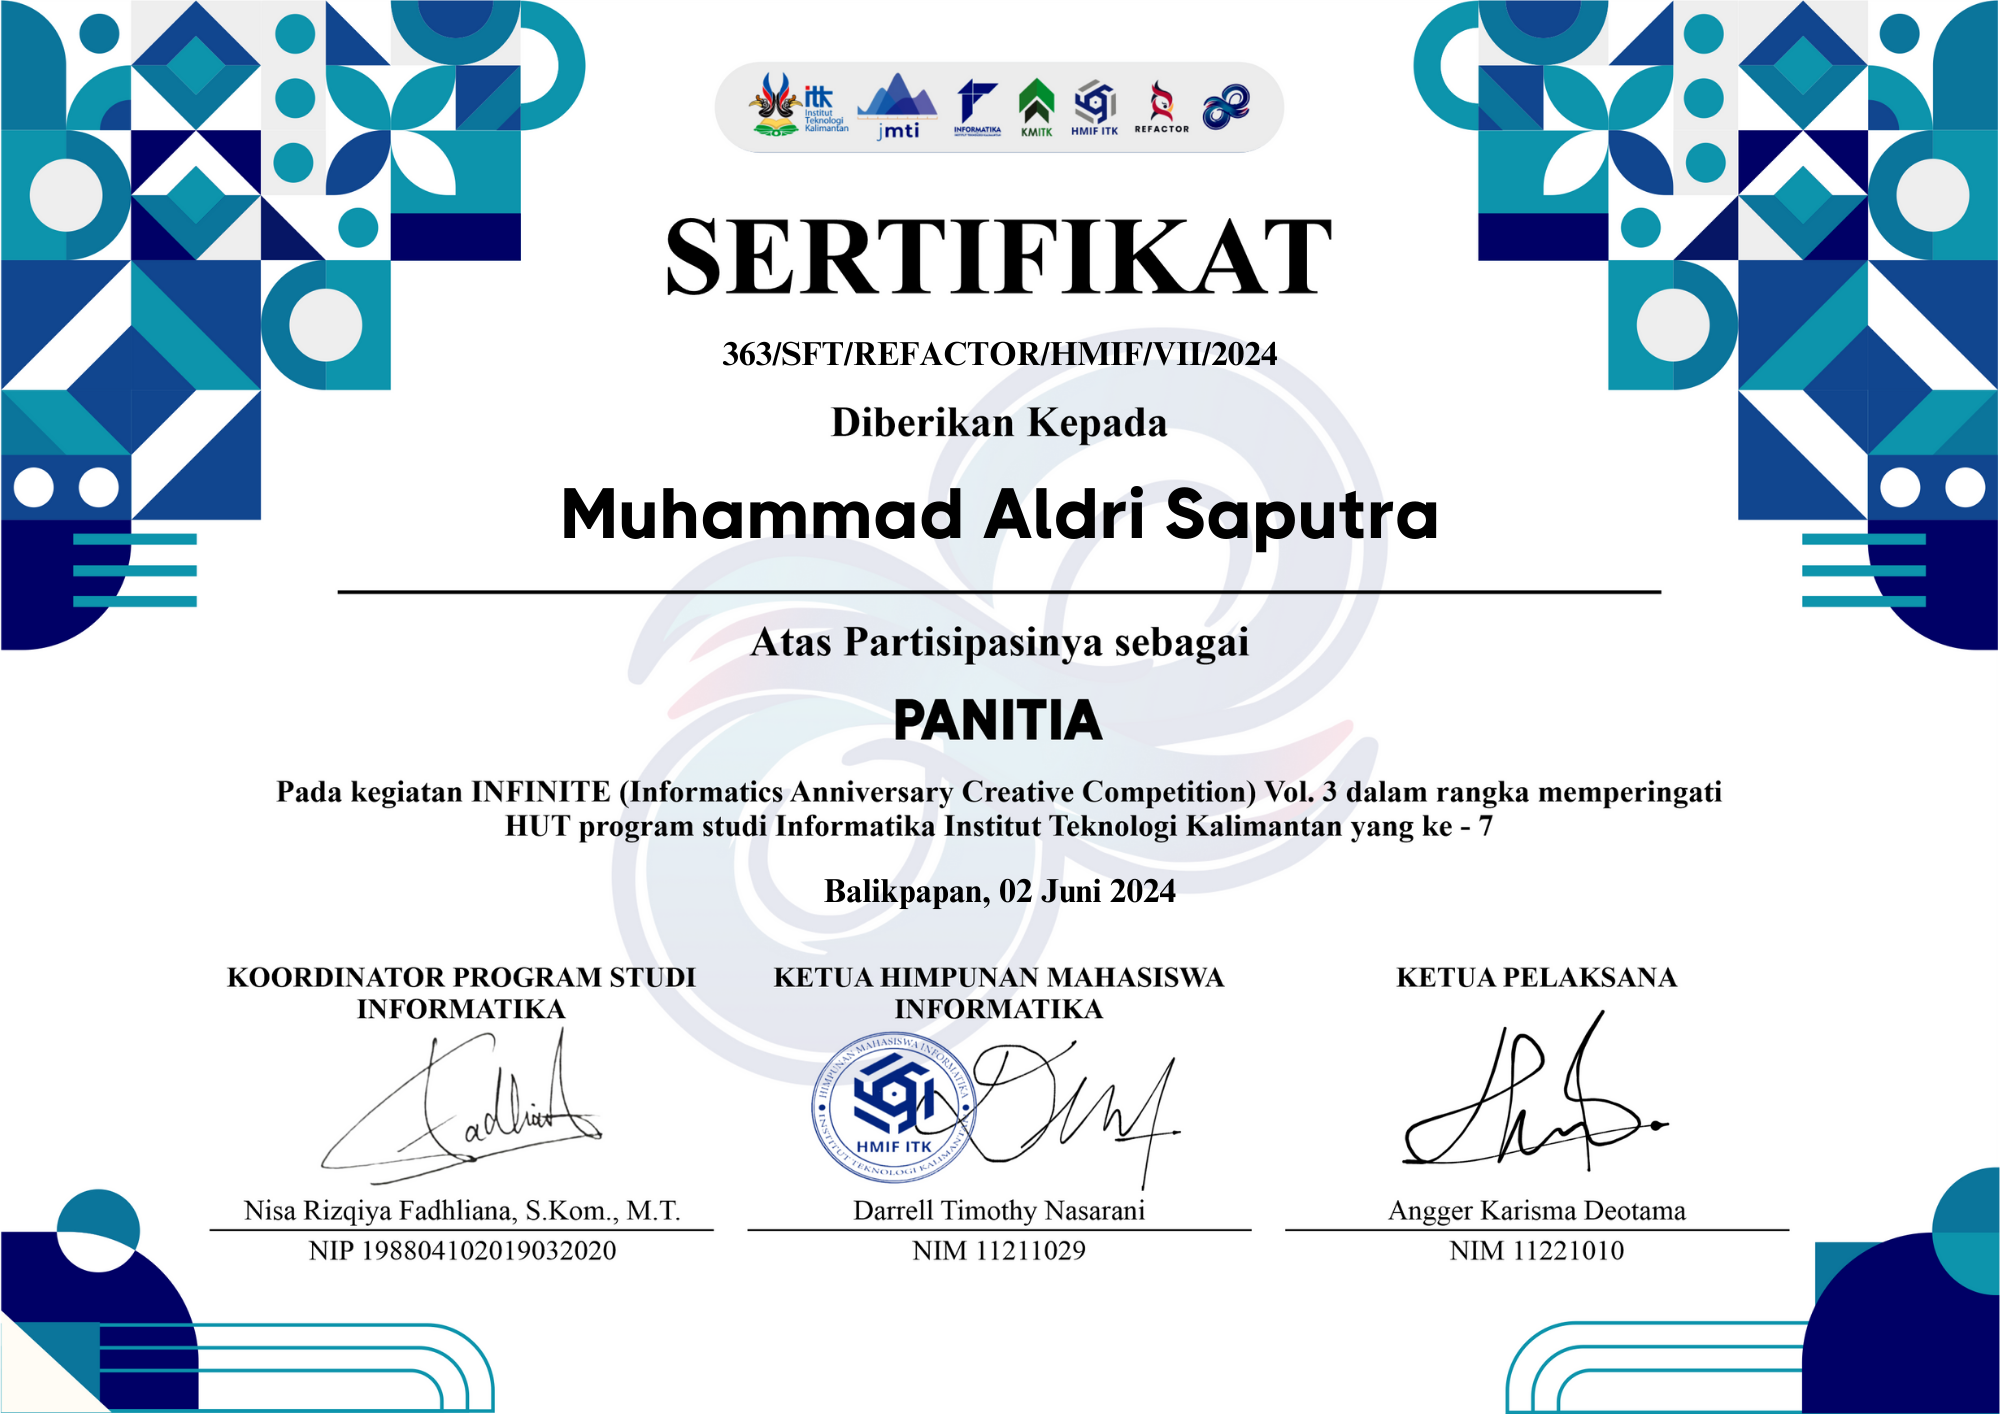 itk
Institut
Teknologi
Kalimantan
jmti
INFORMATIKA
KMITK
HMIF ITK
REFACTOR
SERTIFIKAT
363/SFT/REFACTOR/HMIF/VII/2024
Diberikan Kepada
Muhammad Aldri Saputra
Atas Partisipasinya sebagai
PANITIA
Pada kegiatan INFINITE (Informatics Anniversary Creative Competition) Vol. 3 dalam rangka memperingati
HUT program studi Informatika Institut Teknologi Kalimantan yang ke - 7
Balikpapan, 02 Juni 2024
KOORDINATOR PROGRAM STUDI
INFORMATIKA
Fadhliana
Nisa Rizqiya Fadhliana, S.Kom., M.T.
NIP 198804102019032020
KETUA HIMPUNAN MAHASISWA
INFORMATIKA
HIMPUNAN MAHASISWA INFORMATIKA
HMIF ITK
INSTITUT TEKNOLOGI KALIMANTAN
Darrell Timothy Nasarani
NIM 11211029
KETUA PELAKSANA
Angger Karisma Deotama
NIM 11221010